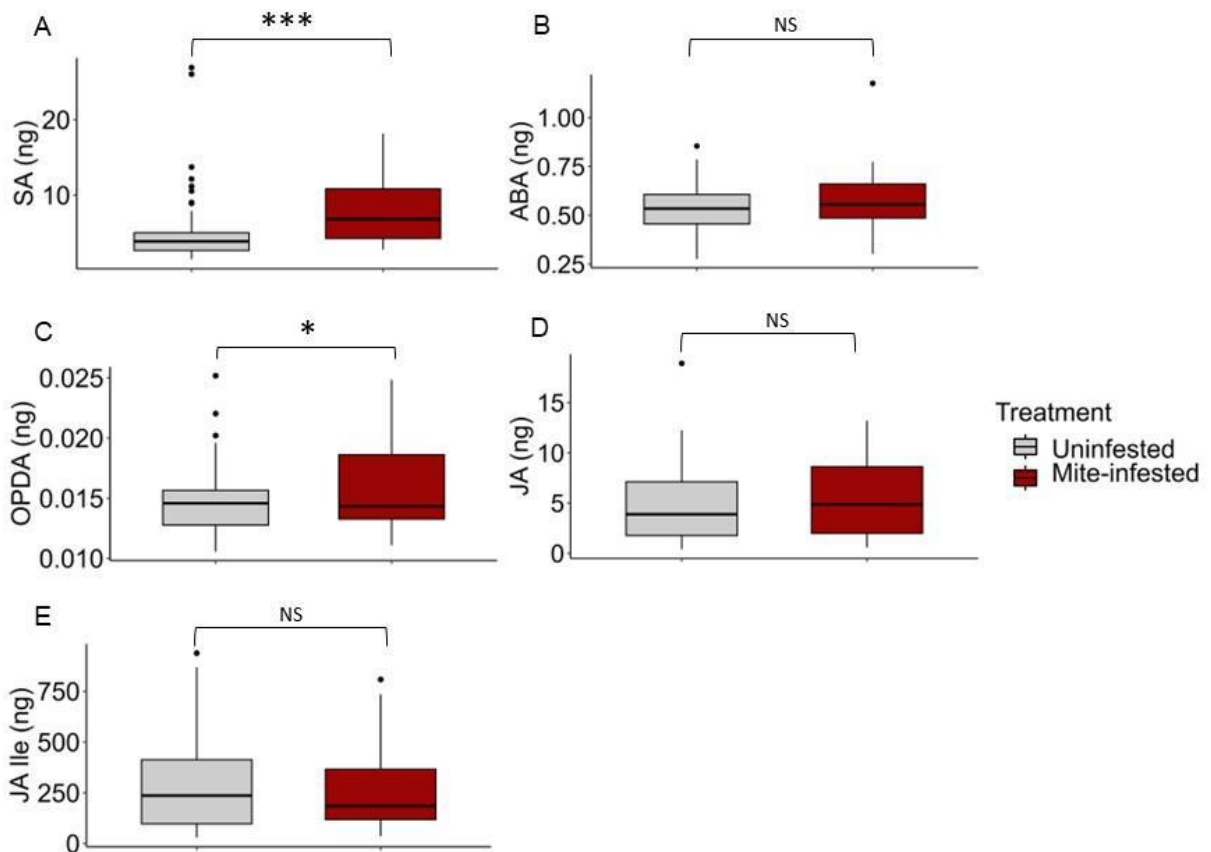 A
***
SA (ng)
20
10
B
NS
ABA (ng)
1.00
0.75
0.50
0.25
C
*
OPDA (ng)
0.025
0.020
0.015
0.010
D
NS
JA (ng)
15
10
5
0
Treatment
Uninfested
Mite-infested
E
NS
JA Ile (ng)
750
500
250
0